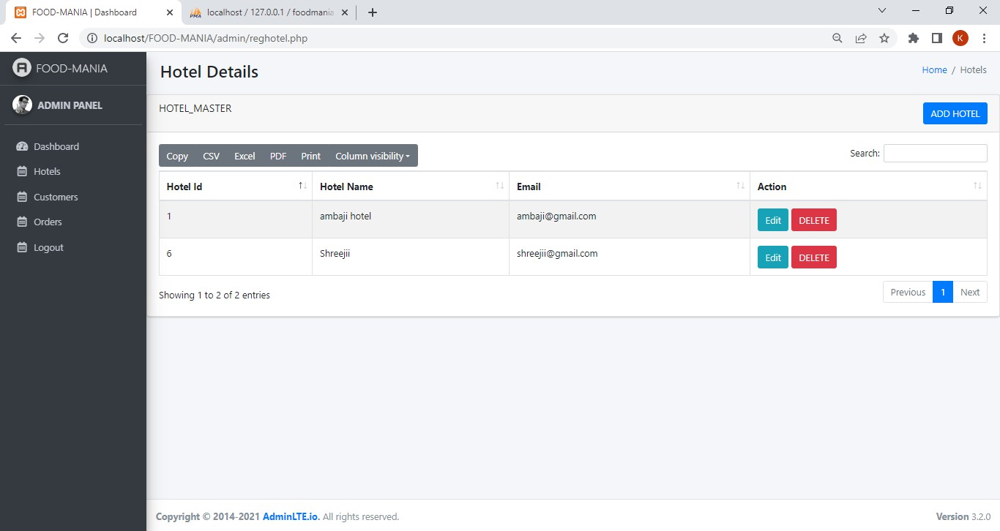 FOOD-MANIA | Dashboard
localhost / 127.0.0.1 / foodmania
localhost/FOOD-MANIA/admin/reghotel.php
K
FOOD-MANIA
ADMIN PANEL
Dashboard
Hotels
Customers
Orders
Logout
Hotel Details
Home / Hotels
HOTEL_MASTER
ADD HOTEL
Copy CSV Excel PDF Print Column visibility
Search:
Hotel Id Hotel Name Email Action
1 ambaji hotel ambaji@gmail.com Edit DELETE
6 Shreejii shreejii@gmail.com Edit DELETE
Showing 1 to 2 of 2 entries
Previous 1 Next
Copyright © 2014-2021 AdminLTE.io. All rights reserved.
Version 3.2.0